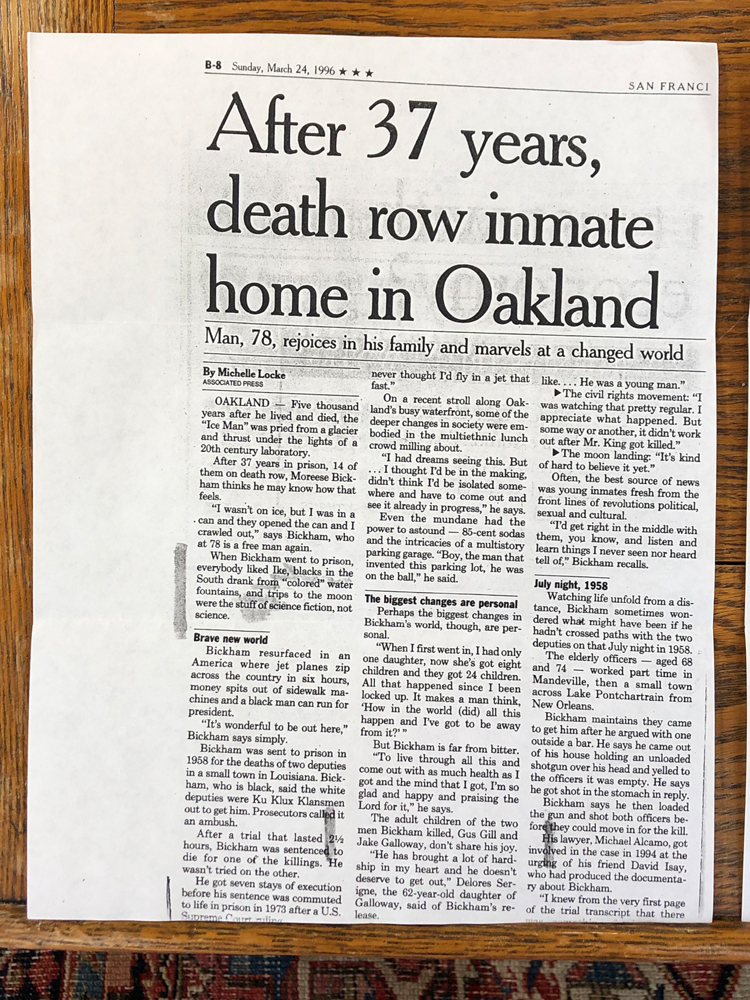 B-8 Sunday, March 24, 1996 ★ ★ ★
SAN FRANCI
After 37 years,
death row inmate
home in Oakland
Man, 78, rejoices in his family and marvels at a changed world
By Michelle Locke
ASSOCIATED PRESS
OAKLAND — Five thousand
years after he lived and died, the
"Ice Man" was pried from a glacier
and thrust under the lights of a
20th century laboratory.
After 37 years in prison, 14 of
them on death row, Moreese Bick-
ham thinks he may know how that
feels.
"I wasn't on ice, but I was in a
can and they opened the can and I
crawled out," says Bickham, who
at 78 is a free man again.
When Bickham went to prison,
everybody liked Ike, blacks in the
South drank from "colored" water
fountains, and trips to the moon
were the stuff of science fiction, not
science.
Brave new world
Bickham resurfaced in an
America where jet planes zip
across the country in six hours,
money spits out of sidewalk ma-
chines and a black man can run for
president.
"It's wonderful to be out here,"
Bickham says simply.
Bickham was sent to prison in
1958 for the deaths of two deputies
in a small town in Louisiana. Bick-
ham, who is black, said the white
deputies were Ku Klux Klansmen
out to get him. Prosecutors called it
an ambush.
After a trial that lasted 2½
hours, Bickham was sentenced to
die for one of the killings. He
wasn't tried on the other.
He got seven stays of execution
before his sentence was commuted
to life in prison in 1973 after a U.S.
Supreme Court ruling
never thought I'd fly in a jet that
fast."
On a recent stroll along Oak-
land's busy waterfront, some of the
deeper changes in society were em-
bodied in the multiethnic lunch
crowd milling about.
"I had dreams seeing this. But
. . . I thought I'd be in the making,
didn't think I'd be isolated some-
where and have to come out and
see it already in progress," he says.
Even the mundane had the
power to astound — 85-cent sodas
and the intricacies of a multistory
parking garage. "Boy, the man that
invented this parking lot, he was
on the ball," he said.
The biggest changes are personal
Perhaps the biggest changes in
Bickham's world, though, are per-
sonal.
"When I first went in, I had only
one daughter, now she's got eight
children and they got 24 children.
All that happened since I been
locked up. It makes a man think,
'How in the world (did) all this
happen and I've got to be away
from it?' "
But Bickham is far from bitter.
"To live through all this and
come out with as much health as I
got and the mind that I got, I'm so
glad and happy and praising the
Lord for it," he says.
The adult children of the two
men Bickham killed, Gus Gill and
Jake Galloway, don't share his joy.
"He has brought a lot of hard-
ship in my heart and he doesn't
deserve to get out," Delores Ser-
igne, the 62-year-old daughter of
Galloway, said of Bickham's re-
lease.
like. . . . He was a young man."
▶The civil rights movement: "I
was watching that pretty regular. I
appreciate what happened. But
some way or another, it didn't work
out after Mr. King got killed."
▶The moon landing: "It's kind
of hard to believe it yet."
Often, the best source of news
was young inmates fresh from the
front lines of revolutions political,
sexual and cultural.
"I'd get right in the middle with
them, you know, and listen and
learn things I never seen nor heard
tell of," Bickham recalls.
July night, 1958
Watching life unfold from a dis-
tance, Bickham sometimes won-
dered what might have been if he
hadn't crossed paths with the two
deputies on that July night in 1958.
The elderly officers — aged 68
and 74 — worked part time in
Mandeville, then a small town
across Lake Pontchartrain from
New Orleans.
Bickham maintains they came
to get him after he argued with one
outside a bar. He says he came out
of his house holding an unloaded
shotgun over his head and yelled to
the officers it was empty. He says
he got shot in the stomach in reply.
Bickham says he then loaded
the gun and shot both officers be-
fore they could move in for the kill.
His lawyer, Michael Alcamo, got
involved in the case in 1994 at the
urging of his friend David Isay,
who had produced the documenta-
ry about Bickham.
"I knew from the very first page
of the trial transcript that there